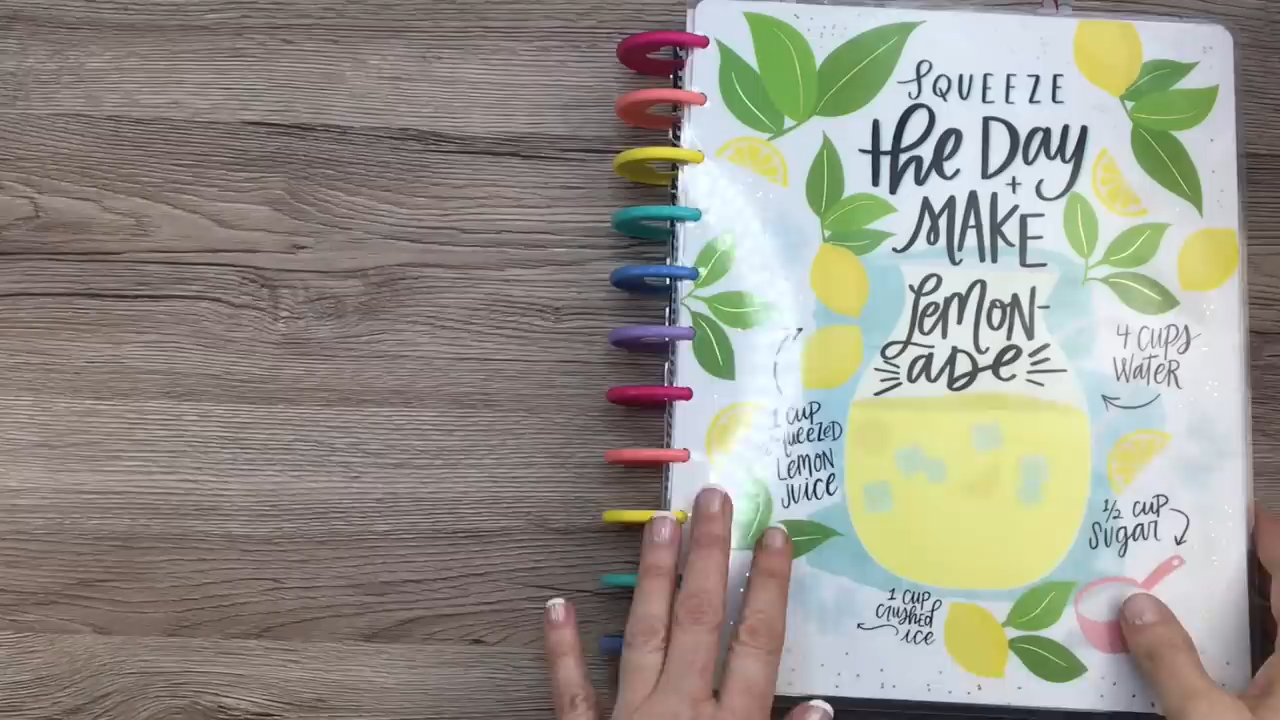 SQUEEZE
the Day
+
MAKE
LEMON-
ADE
4 CUPS
WATER
1 CUP
SQUEEZED
LEMON
JUICE
1/2 CUP
SUGAR
1 CUP
CRUSHED
ICE